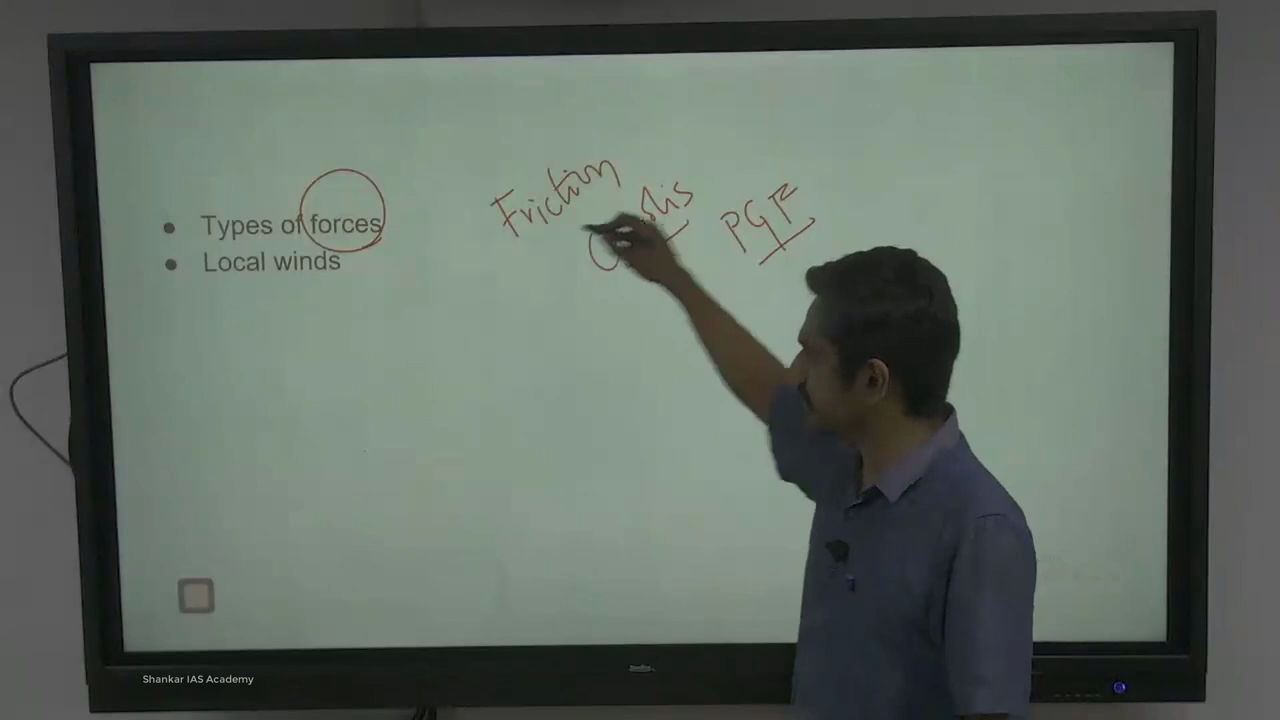 Types of forces
Local winds
Friction
PGF
Shankar IAS Academy